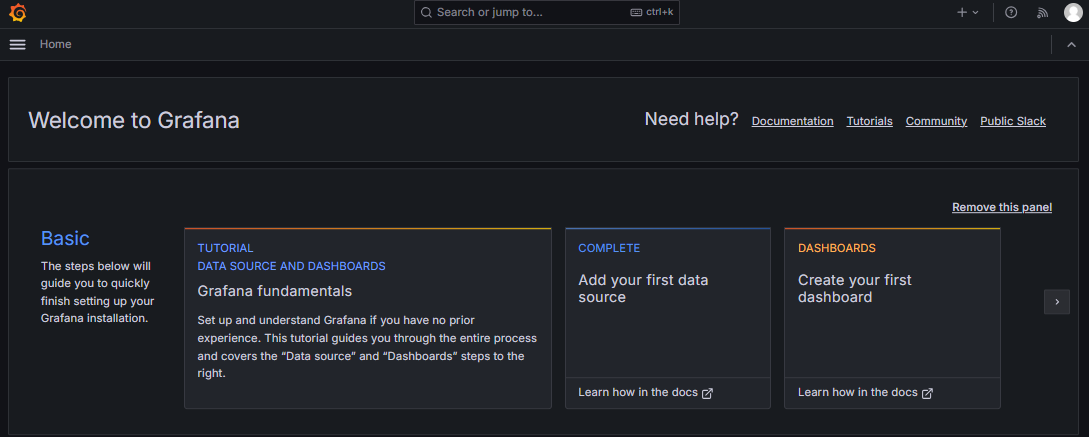 Search or jump to... ctrl+k
Home
Welcome to Grafana
Need help? Documentation Tutorials Community Public Slack
Remove this panel
Basic
The steps below will
guide you to quickly
finish setting up your
Grafana installation.
TUTORIAL
DATA SOURCE AND DASHBOARDS
Grafana fundamentals
Set up and understand Grafana if you have no prior
experience. This tutorial guides you through the entire process
and covers the “Data source” and “Dashboards” steps to the
right.
COMPLETE
Add your first data
source
Learn how in the docs
DASHBOARDS
Create your first
dashboard
Learn how in the docs